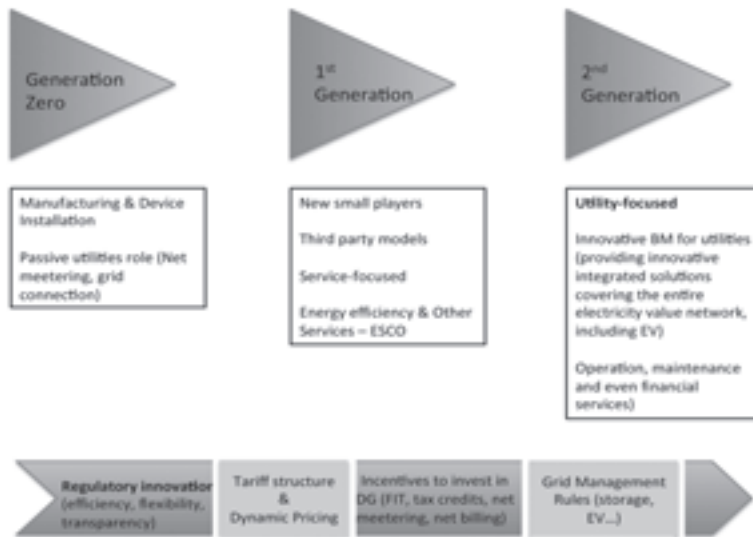 Generation
Zero
1st
Generation
2nd
Generation
Manufacturing & Device
Installation
Passive utilities role (Net
meetering, grid
connection)
New small players
Third party models
Service-focused
Energy efficiency & Other
Services – ESCO
Utility-focused
Innovative BM for utilities
(providing innovative
integrated solutions
covering the entire
electricity value network,
including EV)
Operation, maintenance
and even financial
services)
Regulatory innovation
(efficiency, flexibility,
transparency)
Tariff structure
&
Dynamic Pricing
Incentives to invest in
DG (FIT, tax credits, net
meetering, net billing)
Grid Management
Rules (storage,
EV...)